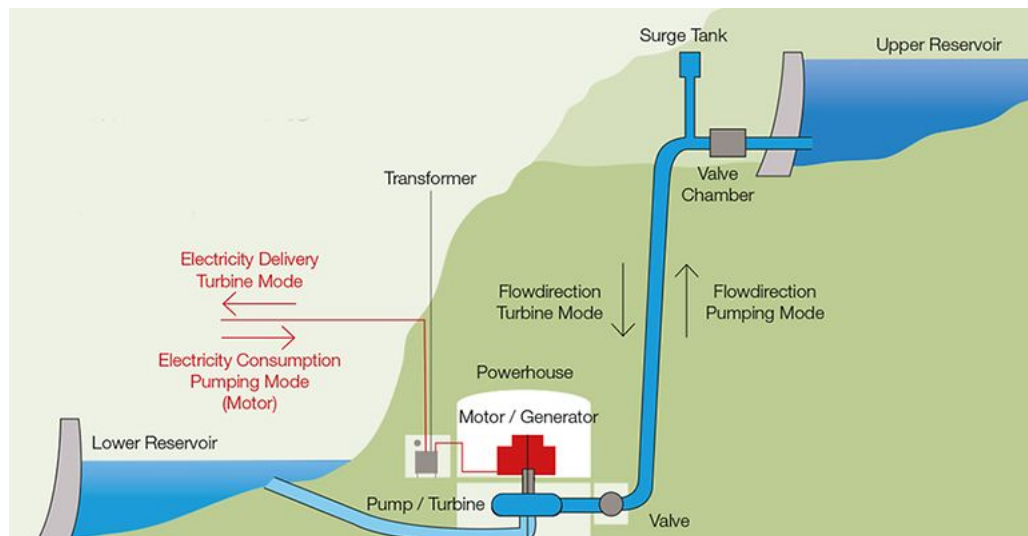 Surge Tank
Upper Reservoir
Valve
Chamber
Transformer
Electricity Delivery
Turbine Mode
Flowdirection
Turbine Mode
Flowdirection
Pumping Mode
Electricity Consumption
Pumping Mode
(Motor)
Powerhouse
Motor / Generator
Lower Reservoir
Pump / Turbine
Valve